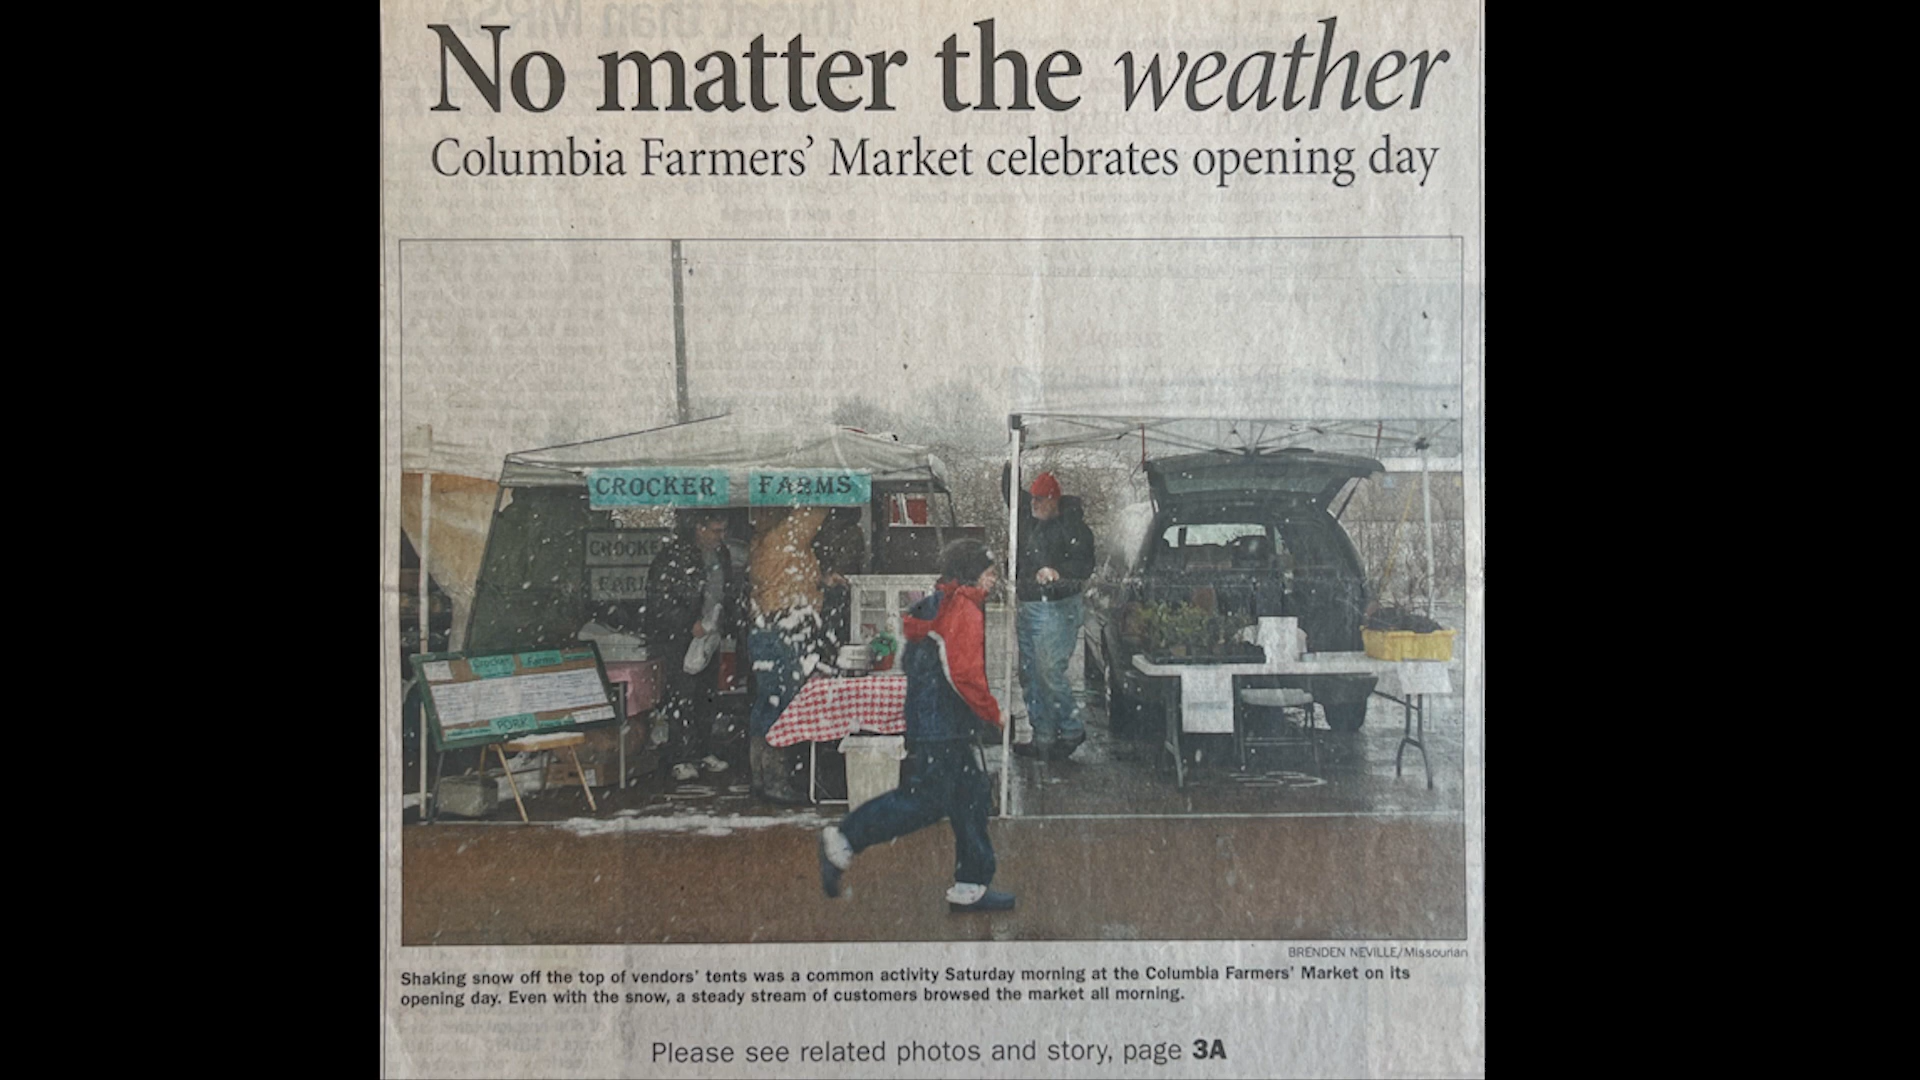 No matter the weather
Columbia Farmers' Market celebrates opening day
CROCKER FARMS
CROCKE
FAR
Crocker Farms
PORK
BRENDEN NEVILLE/Missourian
Shaking snow off the top of vendors' tents was a common activity Saturday morning at the Columbia Farmers' Market on its
opening day. Even with the snow, a steady stream of customers browsed the market all morning.
Please see related photos and story, page 3A